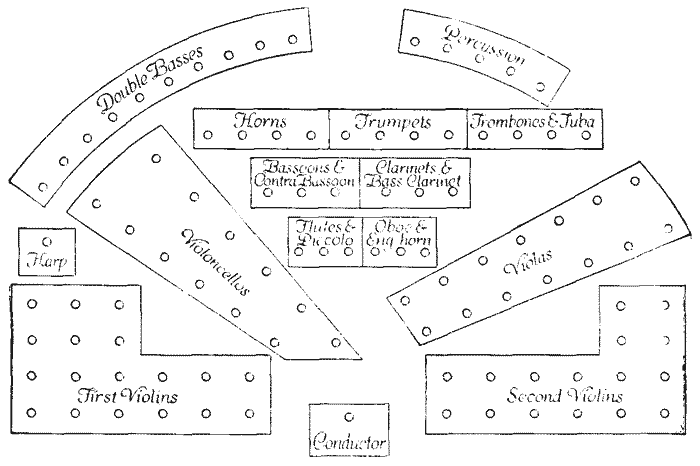 Double Basses
Percussion
Horns
Trumpets
Trombones & Tuba
Bassoons &
Contra Bassoon
Clarinets &
Bass Clarinet
Flutes &
Piccolo
Oboe &
Eng. horn
Violoncellos
Violas
Harp
First Violins
Second Violins
Conductor